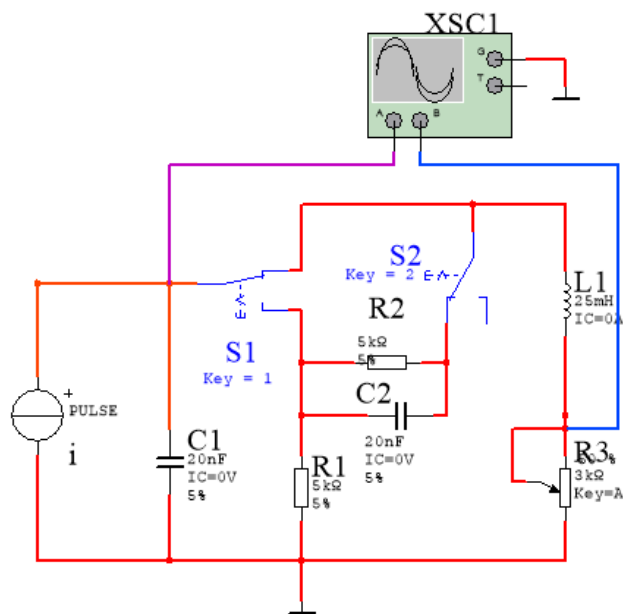 XSC1
G
T
A
B
S2
Key = 2
L1
25mH
IC=0A
R2
5kΩ
5%
S1
Key = 1
PULSE
i
C1
20nF
IC=0V
5%
C2
20nF
IC=0V
5%
R1
5kΩ
5%
R3
3kΩ
Key=A